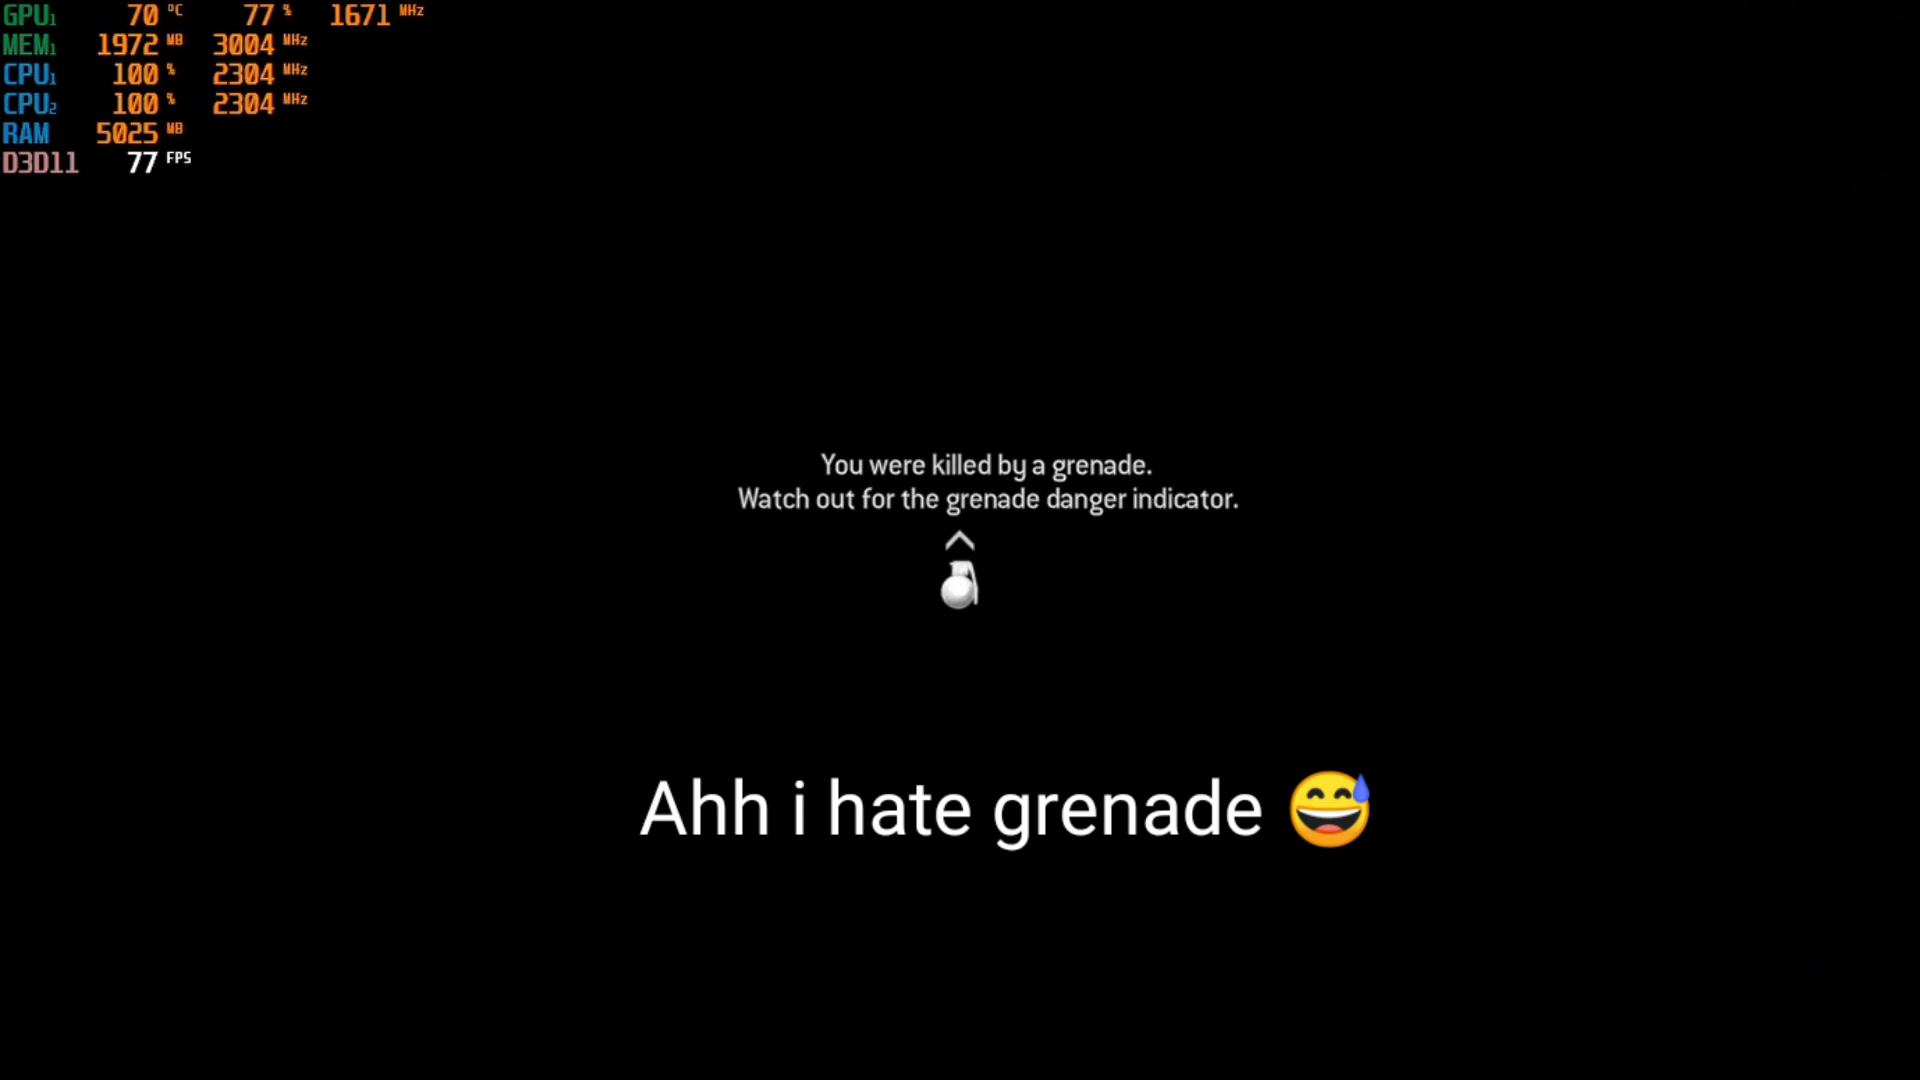 GPU1 70 °C 77 % 1671 MHz
MEM1 1972 MB 3004 MHz
CPU1 100 % 2304 MHz
CPU2 100 % 2304 MHz
RAM 5025 MB
D3D11 77 FPS
You were killed by a grenade.
Watch out for the grenade danger indicator.
Ahh i hate grenade 😅